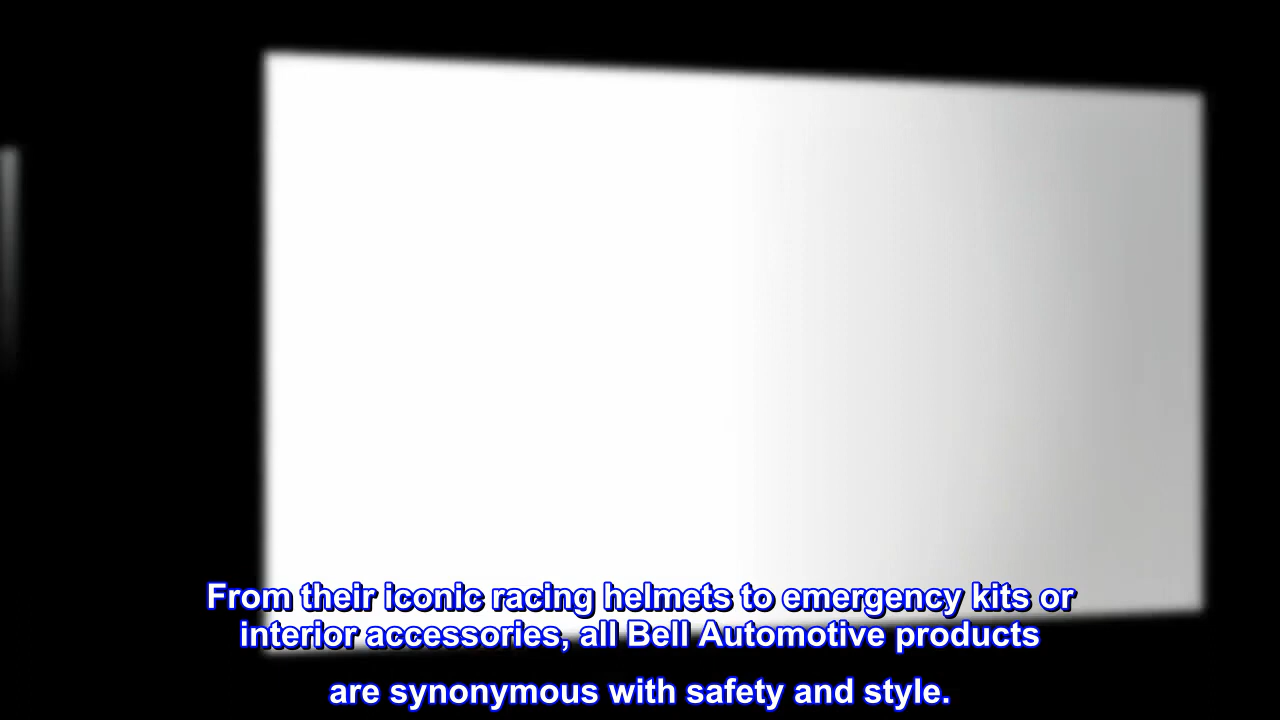 From their iconic racing helmets to emergency kits or
interior accessories, all Bell Automotive products
are synonymous with safety and style.